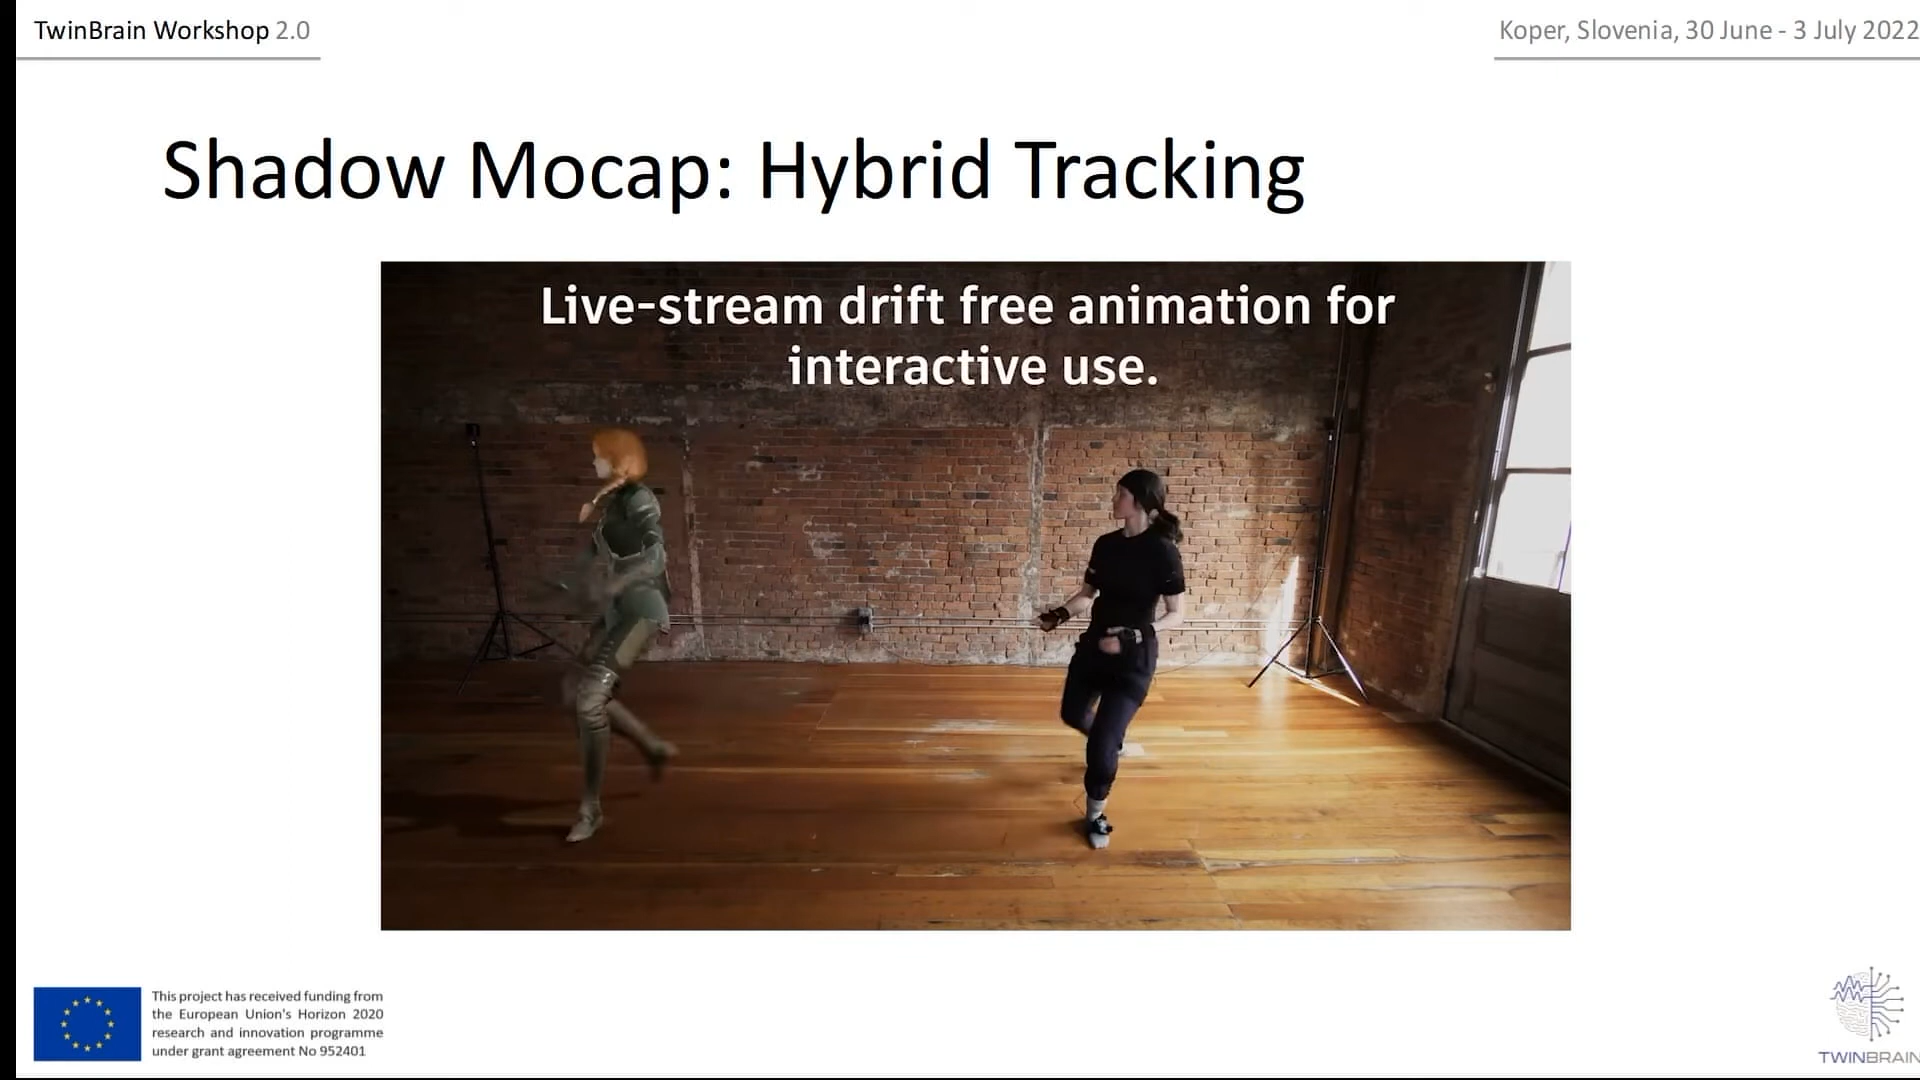 TwinBrain Workshop 2.0
Koper, Slovenia, 30 June - 3 July 2022
Shadow Mocap: Hybrid Tracking
Live-stream drift free animation for
interactive use.
This project has received funding from
the European Union's Horizon 2020
research and innovation programme
under grant agreement No 952401
TWINBRAIN